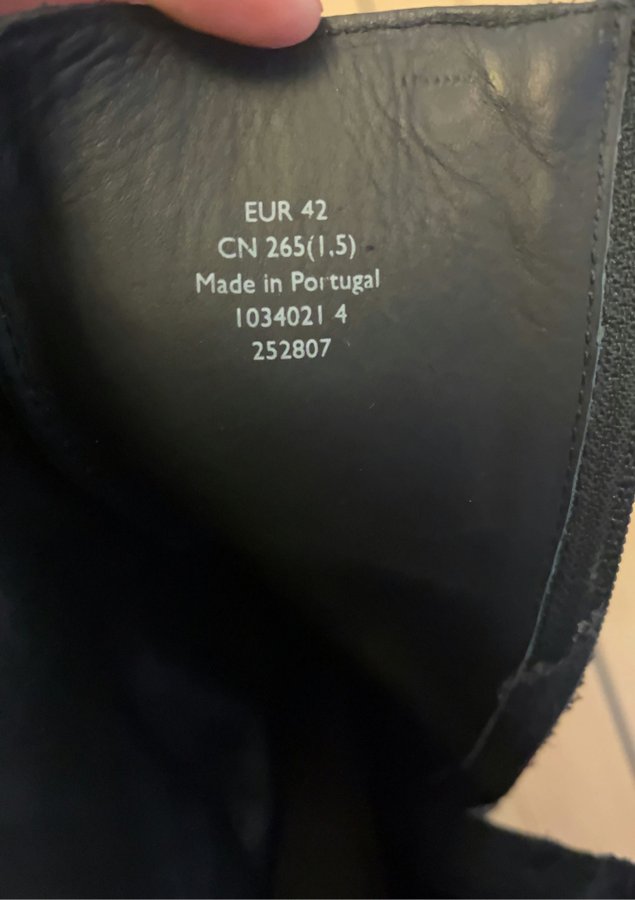 EUR 42
CN 265(1.5)
Made in Portugal
1034021 4
252807